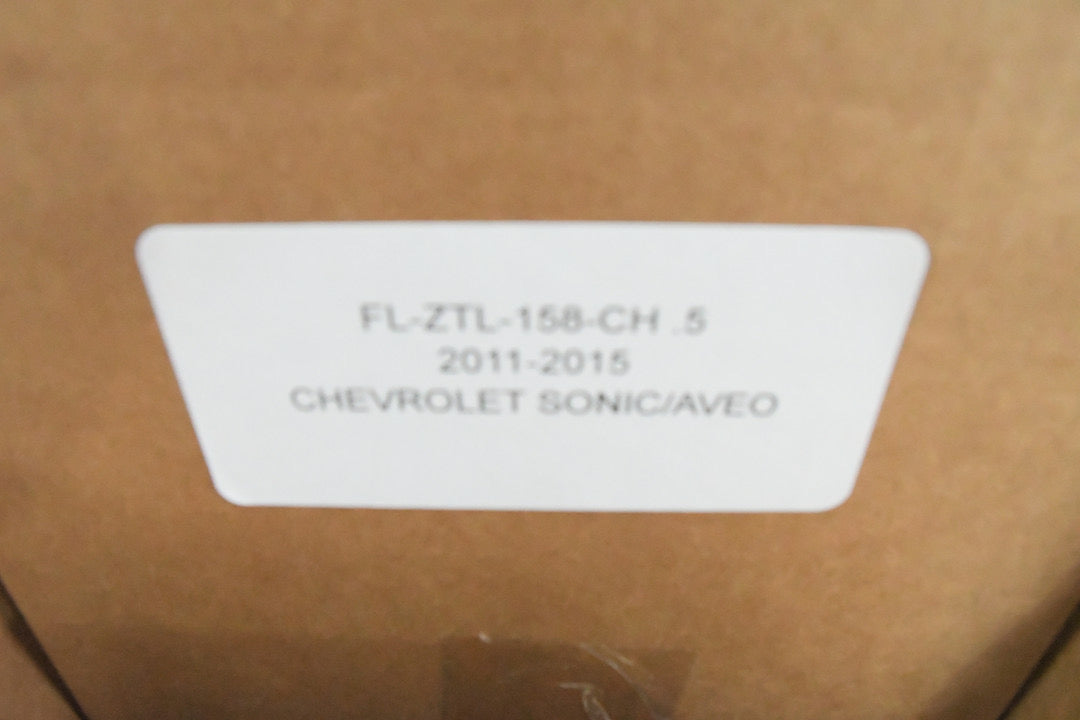 FL-ZTL-158-CH .5
2011-2015
CHEVROLET SONIC/AVEO